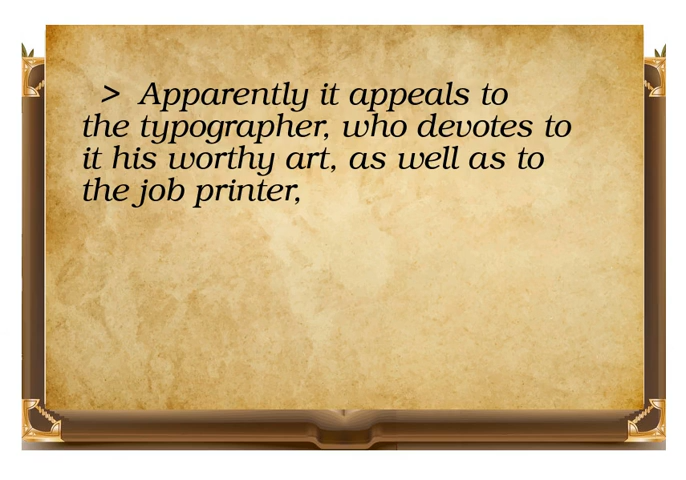 > Apparently it appeals to
the typographer, who devotes to
it his worthy art, as well as to
the job printer,